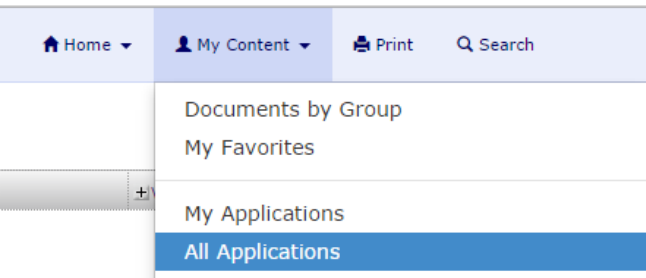 Home My Content Print Search
Documents by Group
My Favorites
My Applications
All Applications